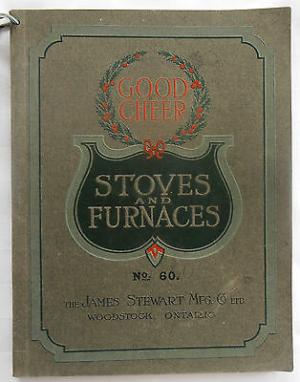 GOOD
CHEER
STOVES
AND
FURNACES
No. 60.
THE JAMES STEWART MFG. Co LTD
WOODSTOCK, ONTARIO